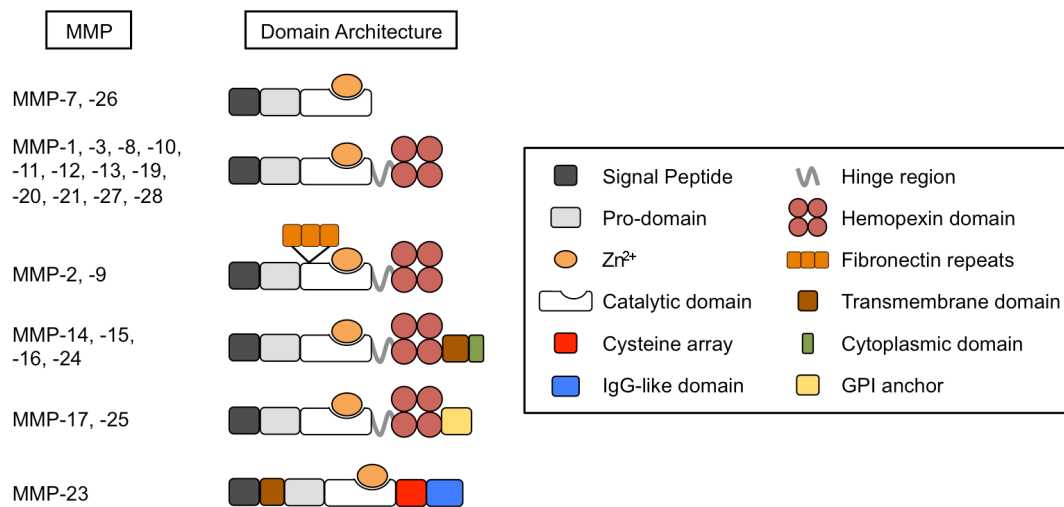 MMP
Domain Architecture
MMP-7, -26
MMP-1, -3, -8, -10,
-11, -12, -13, -19,
-20, -21, -27, -28
MMP-2, -9
MMP-14, -15,
-16, -24
MMP-17, -25
MMP-23
Signal Peptide
Pro-domain
Zn²⁺
Catalytic domain
Cysteine array
IgG-like domain
Hinge region
Hemopexin domain
Fibronectin repeats
Transmembrane domain
Cytoplasmic domain
GPI anchor